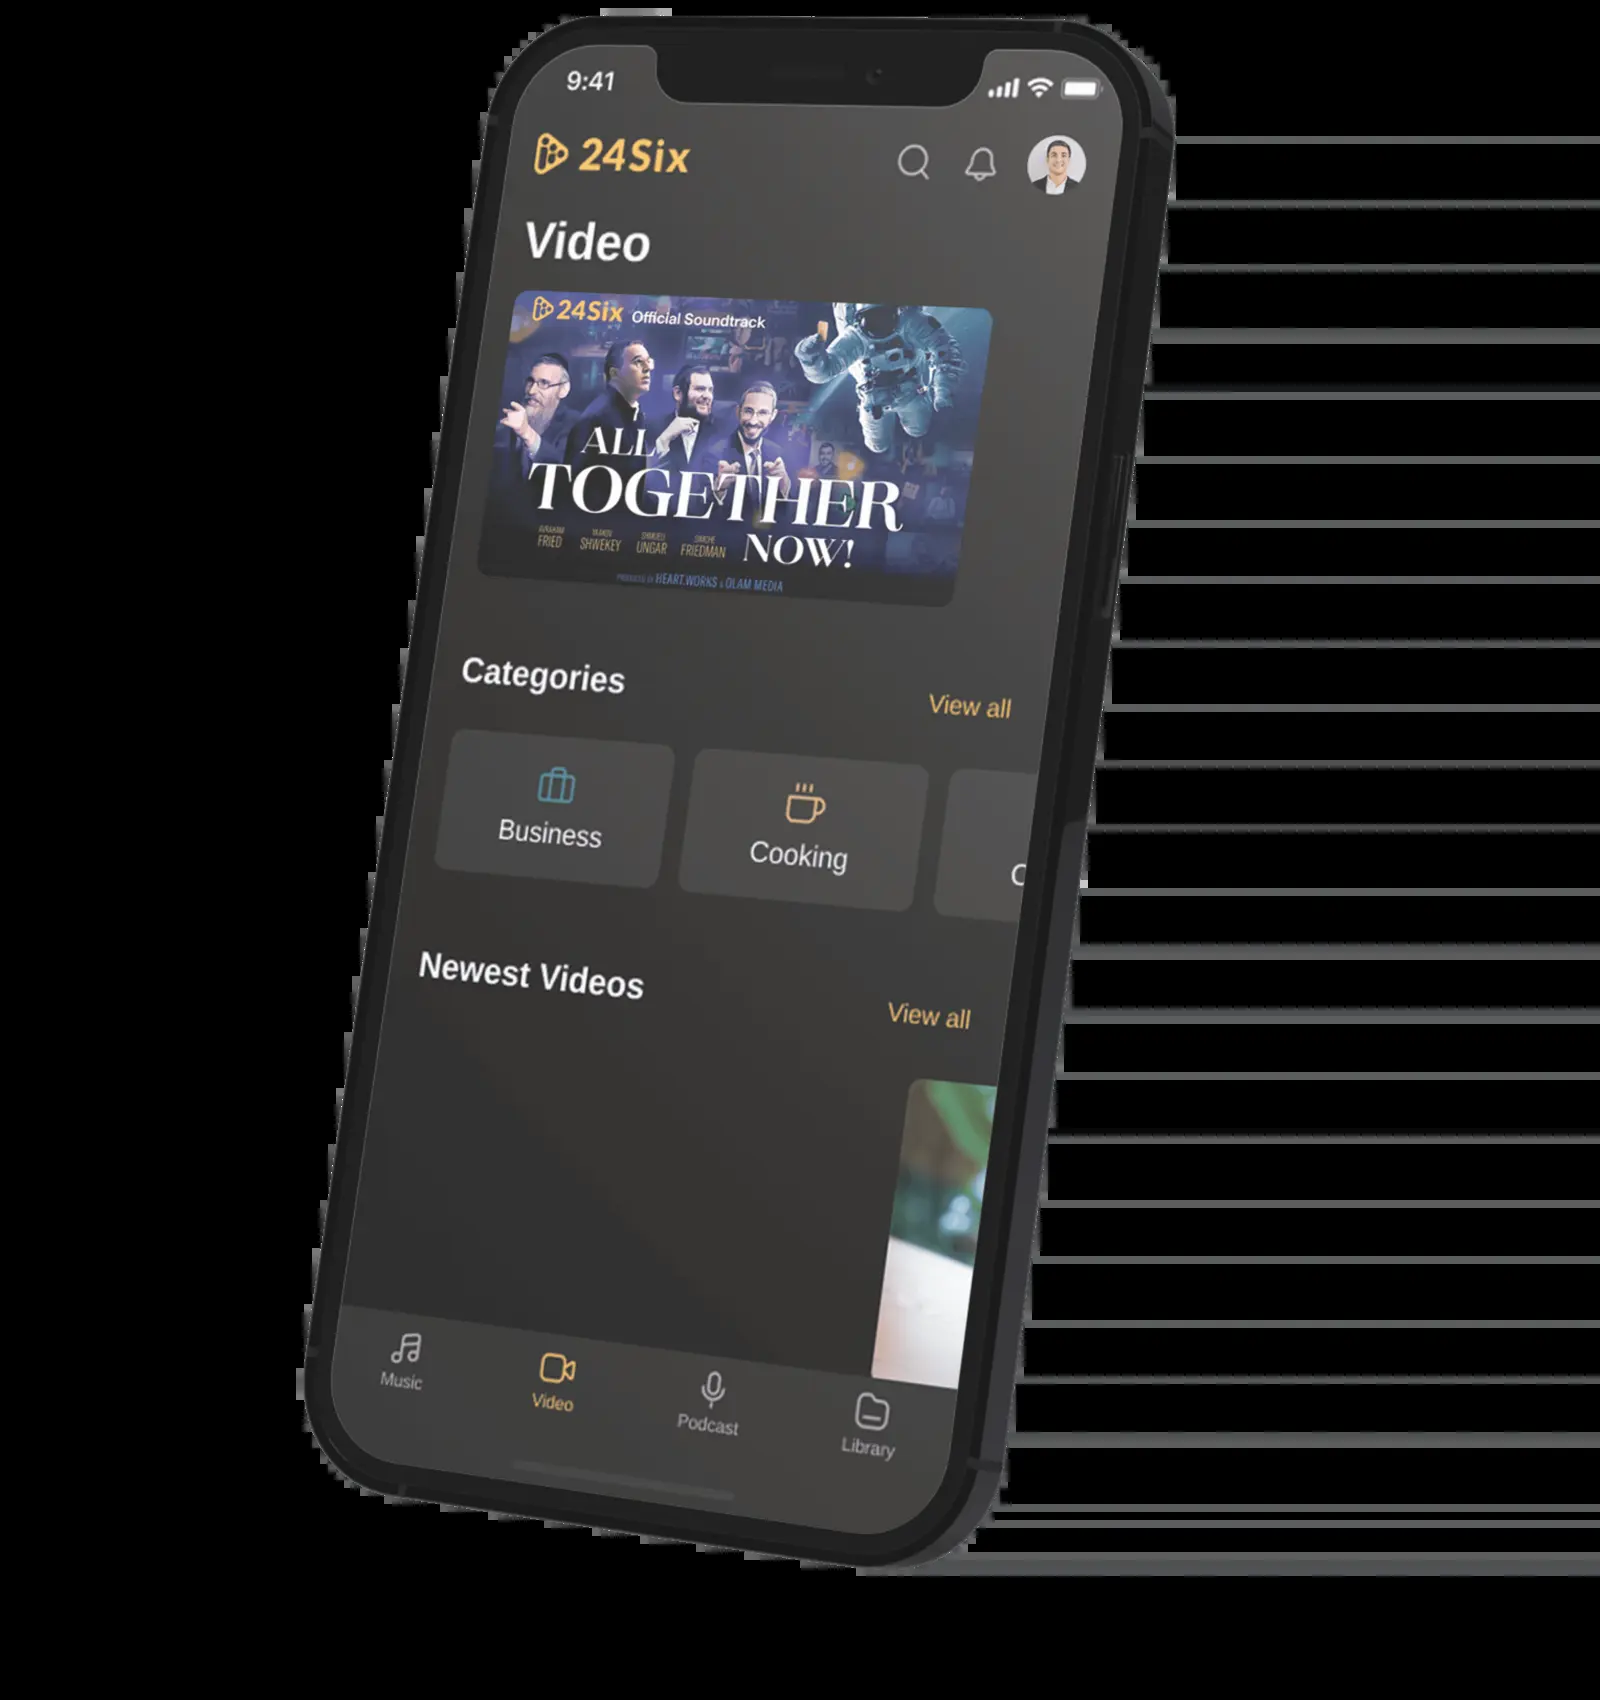 9:41
24Six
Video
24Six Official Soundtrack
ALL
TOGETHER
NOW!
AVRAHAM FRIED
YAAKOV SHWEKEY
SHMUELI UNGAR
SIMCHE FRIEDMAN
PRODUCED BY HEART.WORKS & OLAM MEDIA
Categories
View all
Business
Cooking
C
Newest Videos
View all
Music
Video
Podcast
Library